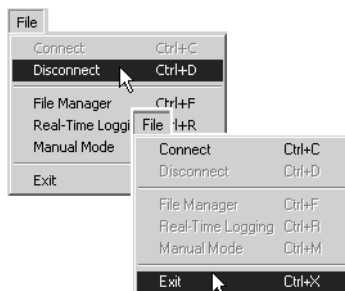 File
Connect Ctrl+C
Disconnect Ctrl+D
File Manager Ctrl+F
Real-Time Loggi
Manual Mode
Exit
File
Connect Ctrl+C
Disconnect Ctrl+D
File Manager Ctrl+F
Real-Time Logging Ctrl+R
Manual Mode Ctrl+M
Exit Ctrl+X